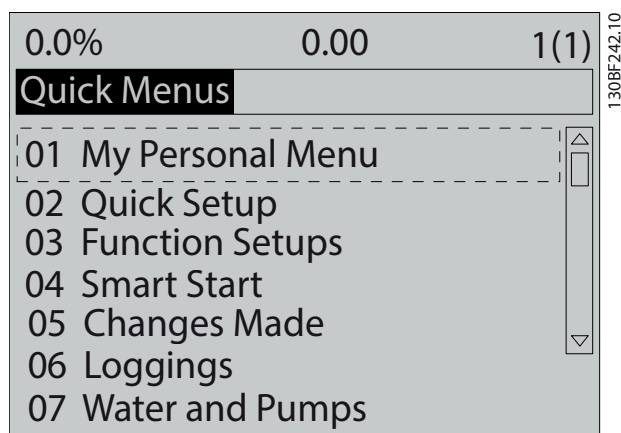 0.0% 0.00 1(1)
Quick Menus
01 My Personal Menu
02 Quick Setup
03 Function Setups
04 Smart Start
05 Changes Made
06 Loggings
07 Water and Pumps
130BF242.10